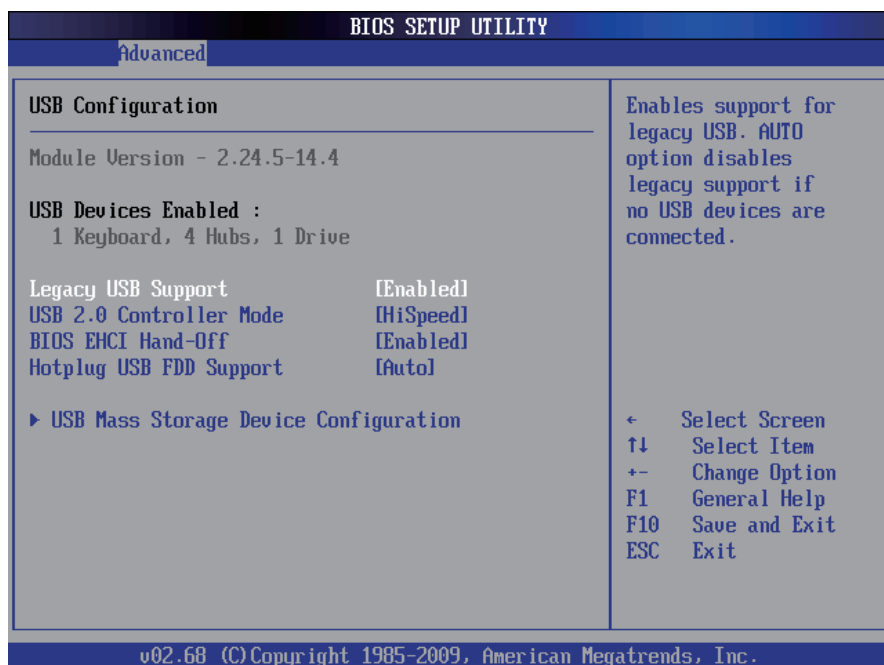 BIOS SETUP UTILITY
Advanced
USB Configuration
Module Version - 2.24.5-14.4
USB Devices Enabled :
1 Keyboard, 4 Hubs, 1 Drive
Legacy USB Support [Enabled]
USB 2.0 Controller Mode [HiSpeed]
BIOS EHCI Hand-Off [Enabled]
Hotplug USB FDD Support [Auto]
▶ USB Mass Storage Device Configuration
Enables support for
legacy USB. AUTO
option disables
legacy support if
no USB devices are
connected.
← Select Screen
↑↓ Select Item
+- Change Option
F1 General Help
F10 Save and Exit
ESC Exit
v02.68 (C)Copyright 1985-2009, American Megatrends, Inc.